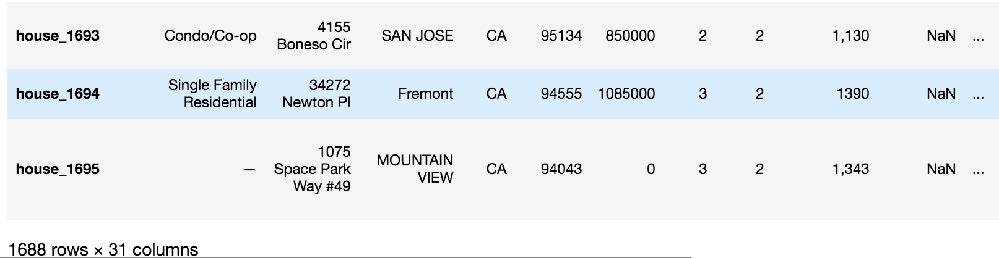 house_1693 Condo/Co-op 4155 Boneso Cir SAN JOSE CA 95134 850000 2 2 1,130 NaN ...
house_1694 Single Family Residential 34272 Newton Pl Fremont CA 94555 1085000 3 2 1390 NaN ...
house_1695 — 1075 Space Park Way #49 MOUNTAIN VIEW CA 94043 0 3 2 1,343 NaN ...
1688 rows × 31 columns